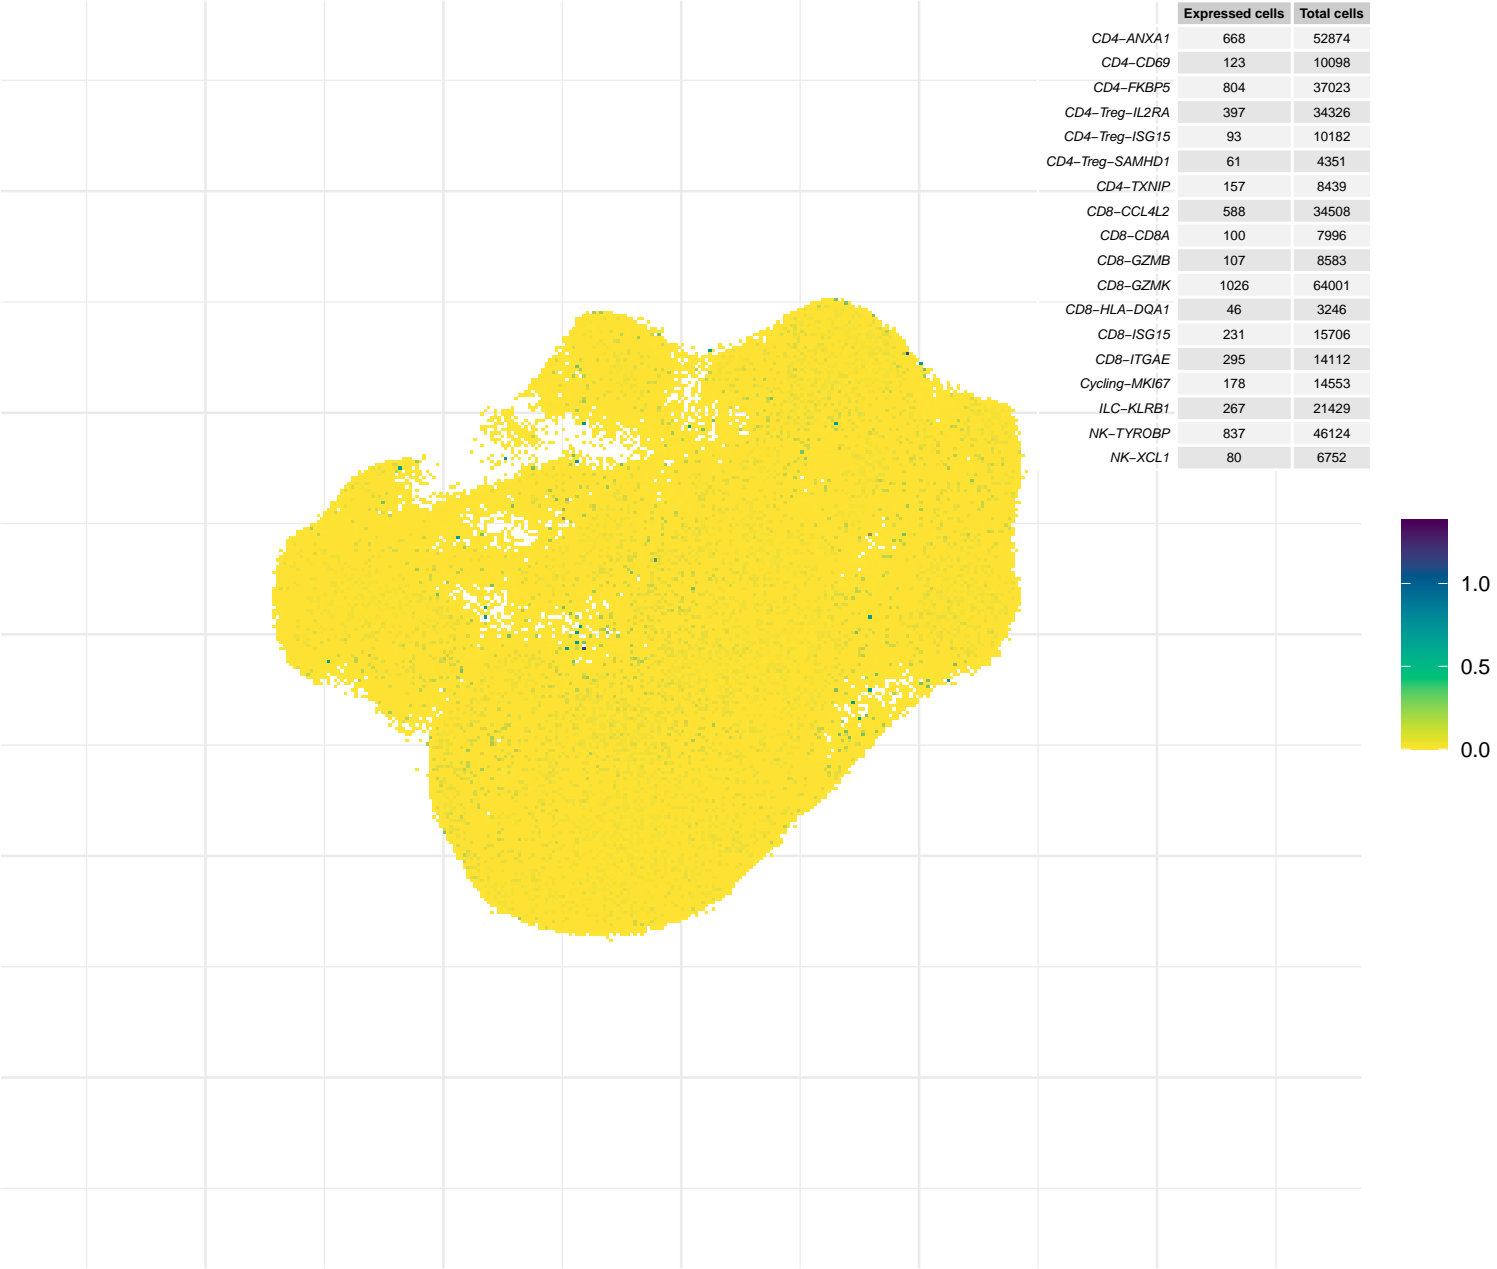 Expressed cells Total cells
CD4−ANXA1 668 52874
CD4−CD69 123 10098
CD4−FKBP5 804 37023
CD4−Treg−IL2RA 397 34326
CD4−Treg−ISG15 93 10182
CD4−Treg−SAMHD1 61 4351
CD4−TXNIP 157 8439
CD8−CCL4L2 588 34508
CD8−CD8A 100 7996
CD8−GZMB 107 8583
CD8−GZMK 1026 64001
CD8−HLA−DQA1 46 3246
CD8−ISG15 231 15706
CD8−ITGAE 295 14112
Cycling−MKI67 178 14553
ILC−KLRB1 267 21429
NK−TYROBP 837 46124
NK−XCL1 80 6752
1.0
0.5
0.0